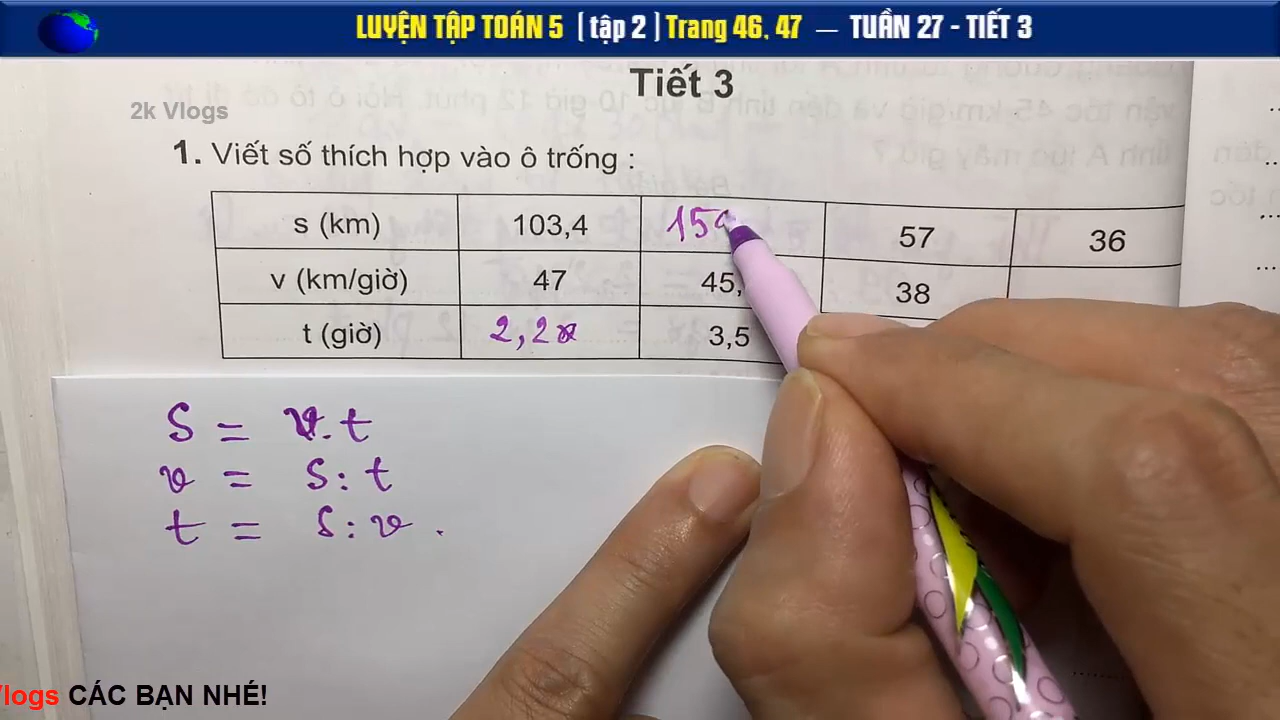 LUYỆN TẬP TOÁN 5 ( tập 2 ) Trang 46, 47 — TUẦN 27 - TIẾT 3
Tiết 3
2k Vlogs
1. Viết số thích hợp vào ô trống :
s (km) 103,4 57 36
v (km/giờ) 47 45, 38
t (giờ) 2,2 3,5
S = v.t
v = S : t
t = S : v .
Vlogs CÁC BẠN NHÉ!